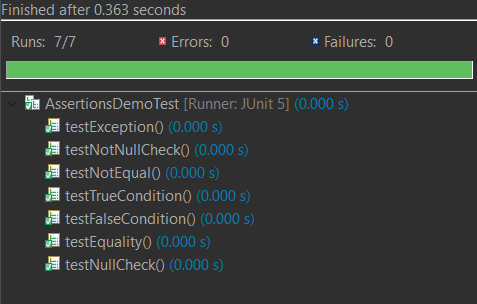 Finished after 0.363 seconds
Runs: 7/7 Errors: 0 Failures: 0
AssertionsDemoTest [Runner: JUnit 5] (0.000 s)
testException() (0.000 s)
testNotNullCheck() (0.000 s)
testNotEqual() (0.000 s)
testTrueCondition() (0.000 s)
testFalseCondition() (0.000 s)
testEquality() (0.000 s)
testNullCheck() (0.000 s)